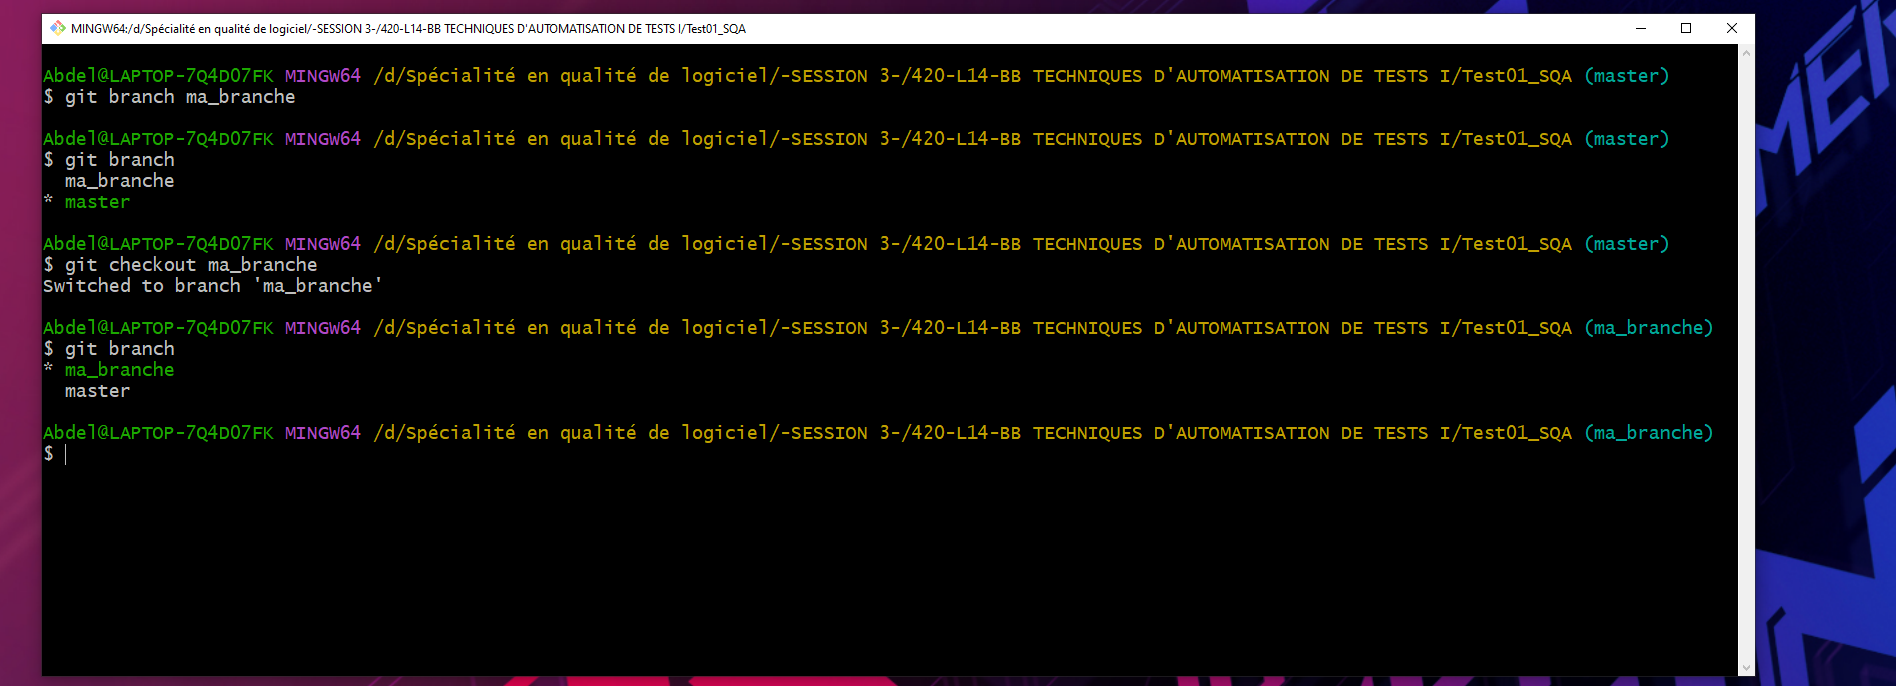 MINGW64:/d/Spécialité en qualité de logiciel/-SESSION 3-/420-L14-BB TECHNIQUES D'AUTOMATISATION DE TESTS I/Test01_SQA
Abdel@LAPTOP-7Q4D07FK MINGW64 /d/Spécialité en qualité de logiciel/-SESSION 3-/420-L14-BB TECHNIQUES D'AUTOMATISATION DE TESTS I/Test01_SQA (master)
$ git branch ma_branche
Abdel@LAPTOP-7Q4D07FK MINGW64 /d/Spécialité en qualité de logiciel/-SESSION 3-/420-L14-BB TECHNIQUES D'AUTOMATISATION DE TESTS I/Test01_SQA (master)
$ git branch
  ma_branche
* master
Abdel@LAPTOP-7Q4D07FK MINGW64 /d/Spécialité en qualité de logiciel/-SESSION 3-/420-L14-BB TECHNIQUES D'AUTOMATISATION DE TESTS I/Test01_SQA (master)
$ git checkout ma_branche
Switched to branch 'ma_branche'
Abdel@LAPTOP-7Q4D07FK MINGW64 /d/Spécialité en qualité de logiciel/-SESSION 3-/420-L14-BB TECHNIQUES D'AUTOMATISATION DE TESTS I/Test01_SQA (ma_branche)
$ git branch
* ma_branche
  master
Abdel@LAPTOP-7Q4D07FK MINGW64 /d/Spécialité en qualité de logiciel/-SESSION 3-/420-L14-BB TECHNIQUES D'AUTOMATISATION DE TESTS I/Test01_SQA (ma_branche)
$